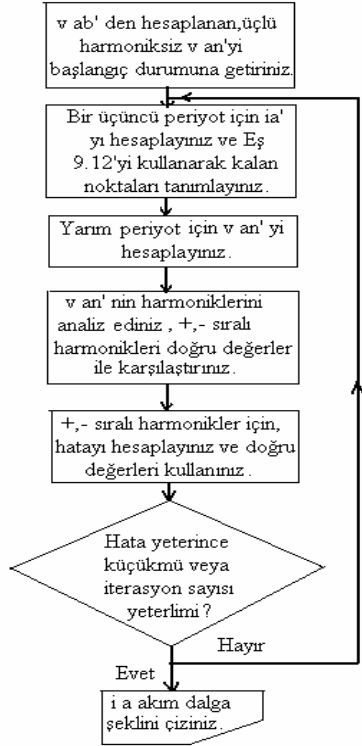 v ab' den hesaplanan,üçlü
harmoniksiz v an'yi
başlangıç durumuna getiriniz.
Bir üçüncü periyot için ia'
yı hesaplayınız ve Eş
9.12'yi kullanarak kalan
noktaları tanımlayınız.
Yarım periyot için v an' yi
hesaplayınız.
v an' nin harmoniklerini
analiz ediniz , +,- sıralı
harmonikleri doğru değerler
ile karşılaştırınız.
+,- sıralı harmonikler için,
hatayı hesaplayınız ve doğru
değerleri kullanınız.
Hata yeterince
küçükmü veya
iterasyon sayısı
yeterlimi?
Hayır
Evet
i a akım dalga
şeklini çiziniz.